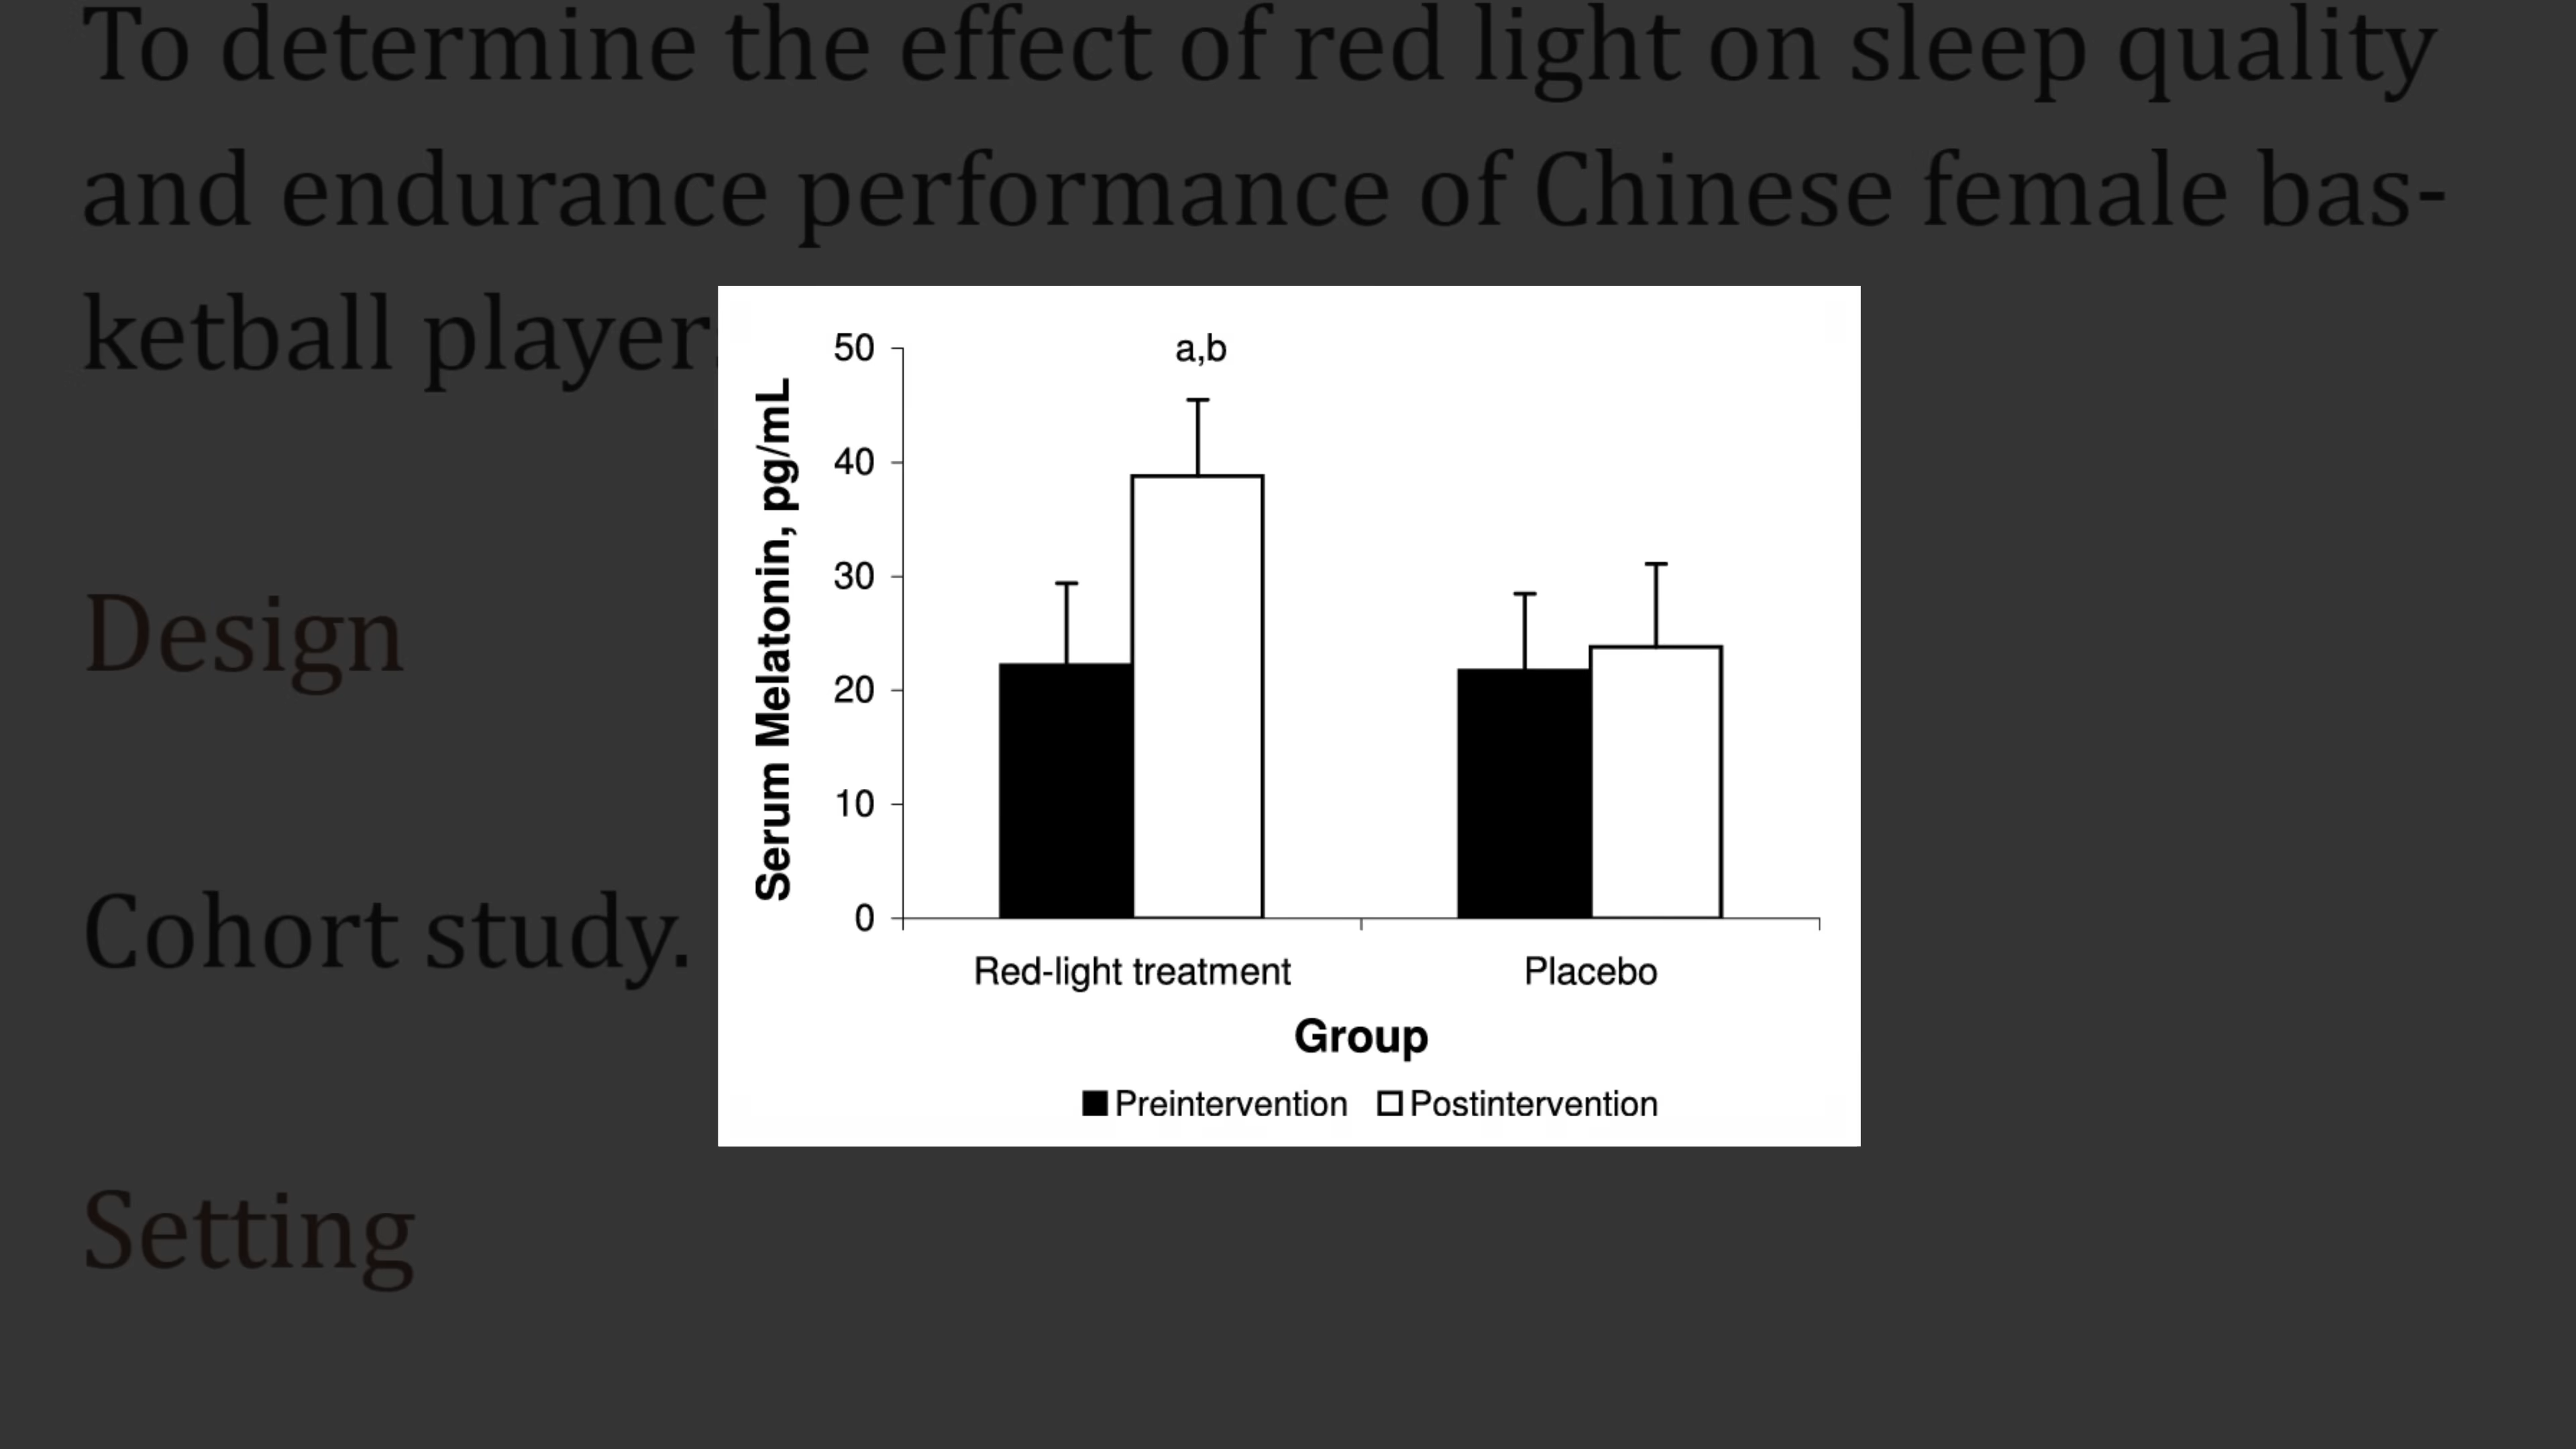 To determine the effect of red light on sleep quality
and endurance performance of Chinese female bas-
ketball player
Design
Cohort study.
Setting
a,b
50
40
30
20
10
0
Serum Melatonin, pg/mL
Red-light treatment Placebo
Group
Preintervention Postintervention